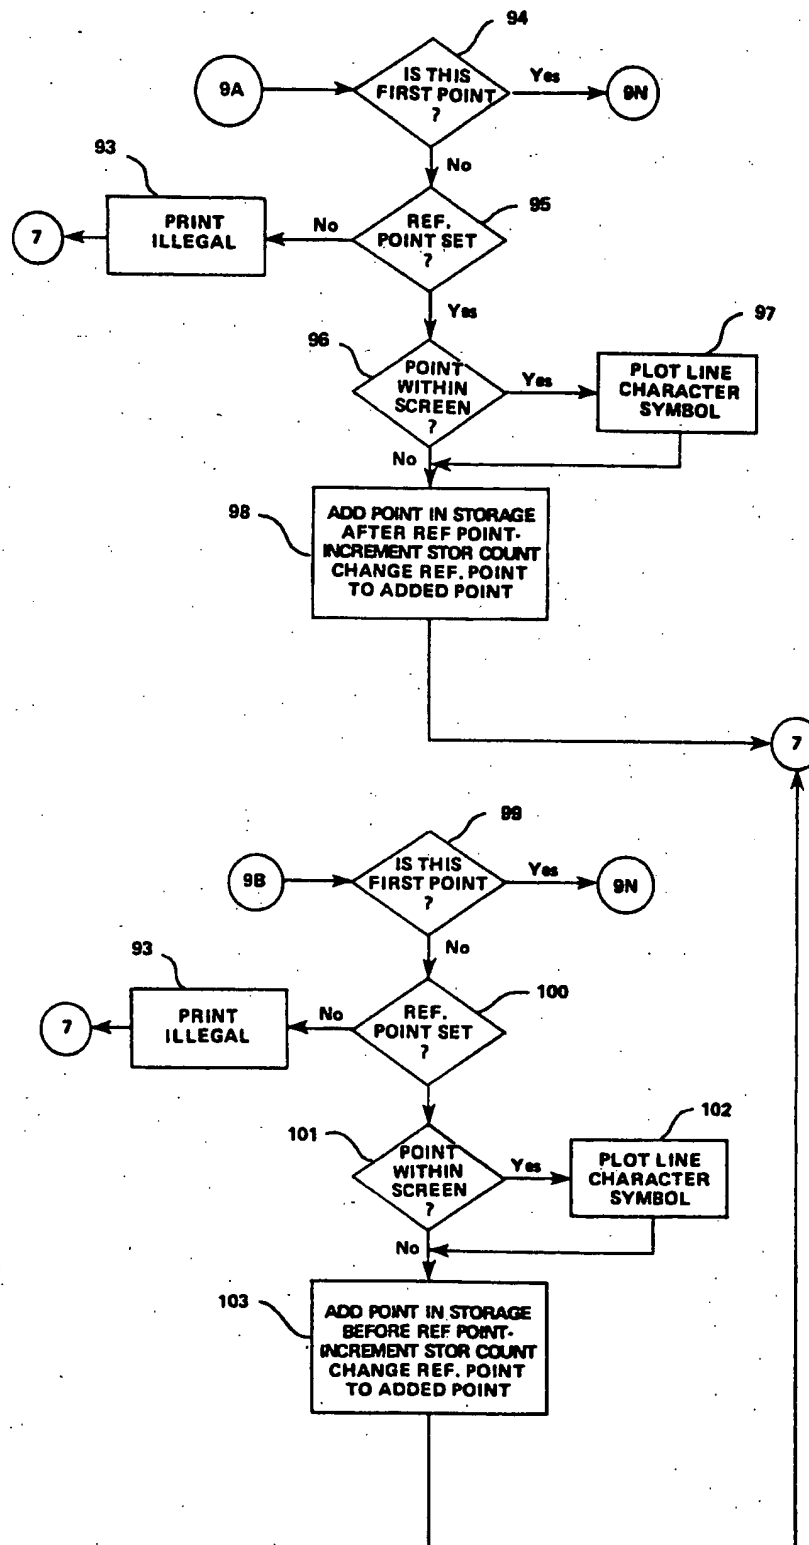 94
9A
IS THIS
FIRST POINT
?
Yes
9N
No
93
PRINT
ILLEGAL
7
No
REF.
POINT SET
?
95
Yes
96
POINT
WITHIN
SCREEN
?
Yes
97
PLOT LINE
CHARACTER
SYMBOL
No
98
ADD POINT IN STORAGE
AFTER REF POINT-
INCREMENT STOR COUNT
CHANGE REF. POINT
TO ADDED POINT
7
99
9B
IS THIS
FIRST POINT
?
Yes
9N
No
93
PRINT
ILLEGAL
7
No
REF.
POINT SET
?
100
101
POINT
WITHIN
SCREEN
?
Yes
102
PLOT LINE
CHARACTER
SYMBOL
No
103
ADD POINT IN STORAGE
BEFORE REF POINT-
INCREMENT STOR COUNT
CHANGE REF. POINT
TO ADDED POINT